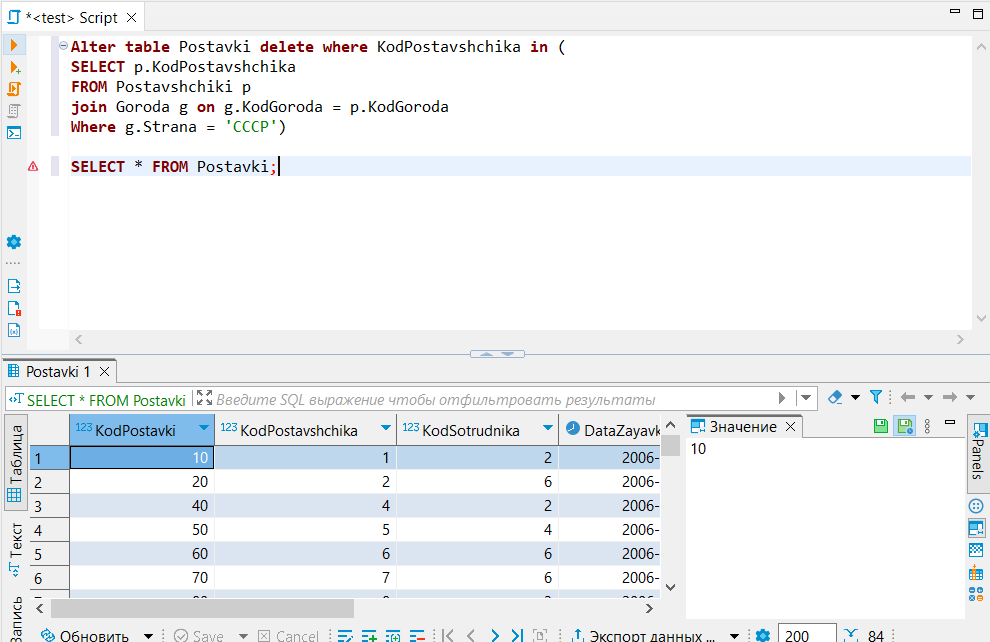 *<test> Script
Alter table Postavki delete where KodPostavshchika in (
SELECT p.KodPostavshchika
FROM Postavshchiki p
join Goroda g on g.KodGoroda = p.KodGoroda
Where g.Strana = 'СССР')
SELECT * FROM Postavki;
Postavki 1
SELECT * FROM Postavki Введите SQL выражение чтобы отфильтровать результаты
Таблица
Текст
Запись
123 KodPostavki 123 KodPostavshchika 123 KodSotrudnika DataZayavk
1 10 1 2 2006-
2 20 2 6 2006-
3 40 4 2 2006-
4 50 5 4 2006-
5 60 6 6 2006-
6 70 7 6 2006-
Значение
10
Panels
Обновить Save Cancel Экспорт данных ... 200 84